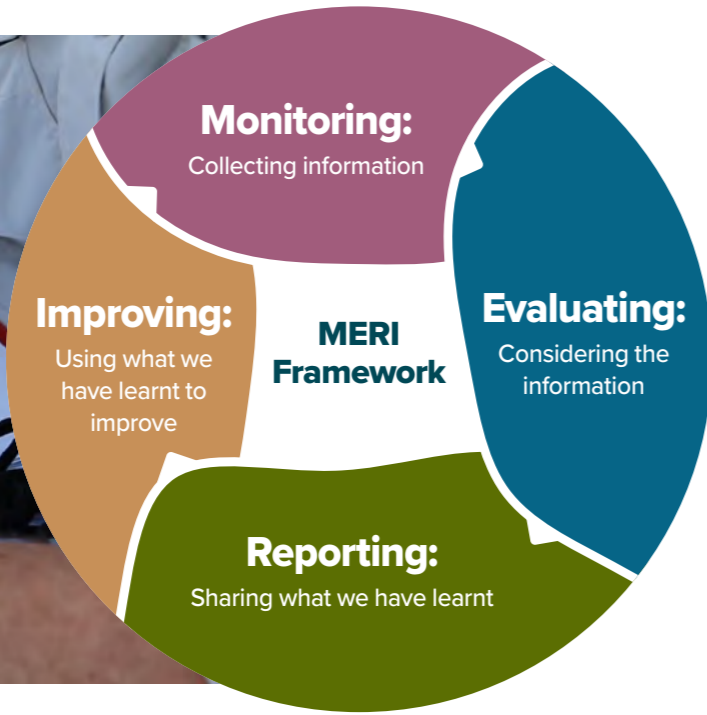 Monitoring:
Collecting information
Evaluating:
Considering the
information
Reporting:
Sharing what we have learnt
Improving:
Using what we
have learnt to
improve
MERI
Framework